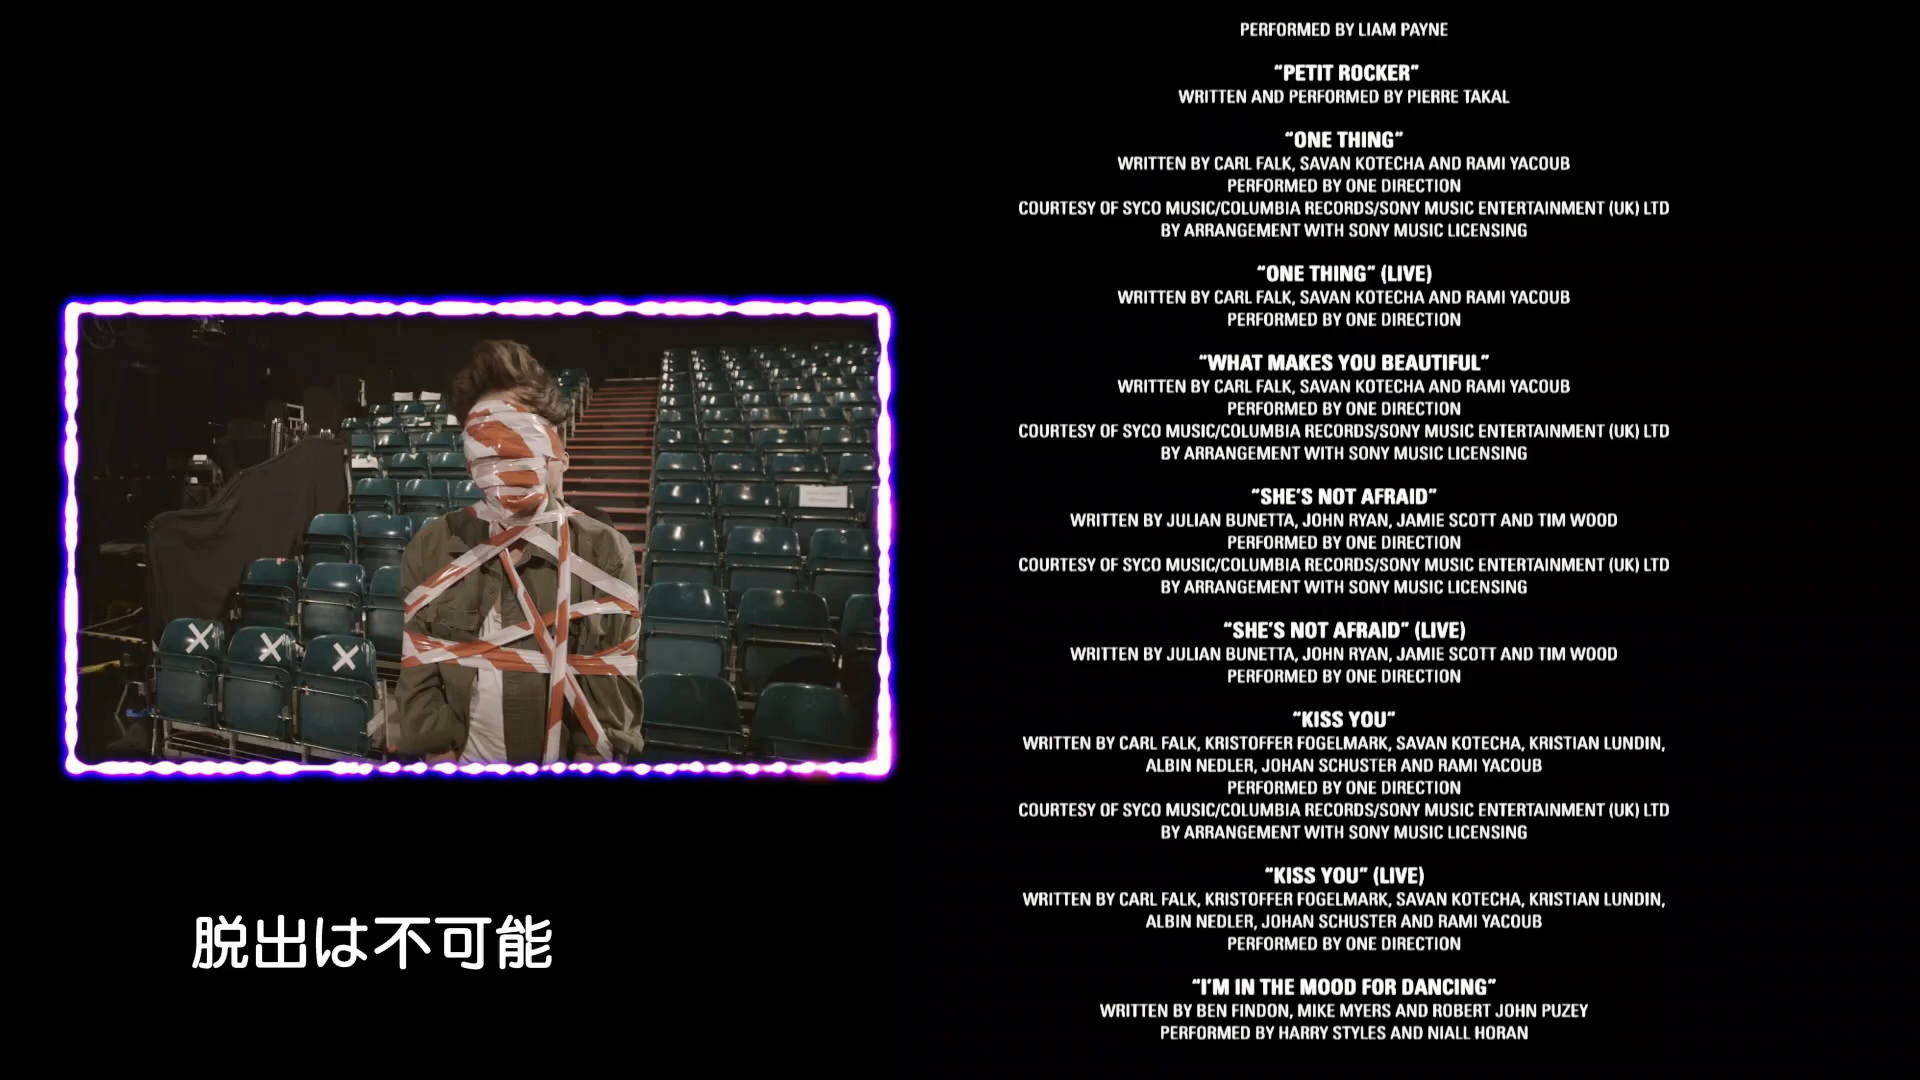 PERFORMED BY LIAM PAYNE
“PETIT ROCKER”
WRITTEN AND PERFORMED BY PIERRE TAKAL
“ONE THING”
WRITTEN BY CARL FALK, SAVAN KOTECHA AND RAMI YACOUB
PERFORMED BY ONE DIRECTION
COURTESY OF SYCO MUSIC/COLUMBIA RECORDS/SONY MUSIC ENTERTAINMENT (UK) LTD
BY ARRANGEMENT WITH SONY MUSIC LICENSING
“ONE THING” (LIVE)
WRITTEN BY CARL FALK, SAVAN KOTECHA AND RAMI YACOUB
PERFORMED BY ONE DIRECTION
“WHAT MAKES YOU BEAUTIFUL”
WRITTEN BY CARL FALK, SAVAN KOTECHA AND RAMI YACOUB
PERFORMED BY ONE DIRECTION
COURTESY OF SYCO MUSIC/COLUMBIA RECORDS/SONY MUSIC ENTERTAINMENT (UK) LTD
BY ARRANGEMENT WITH SONY MUSIC LICENSING
“SHE’S NOT AFRAID”
WRITTEN BY JULIAN BUNETTA, JOHN RYAN, JAMIE SCOTT AND TIM WOOD
PERFORMED BY ONE DIRECTION
COURTESY OF SYCO MUSIC/COLUMBIA RECORDS/SONY MUSIC ENTERTAINMENT (UK) LTD
BY ARRANGEMENT WITH SONY MUSIC LICENSING
“SHE’S NOT AFRAID” (LIVE)
WRITTEN BY JULIAN BUNETTA, JOHN RYAN, JAMIE SCOTT AND TIM WOOD
PERFORMED BY ONE DIRECTION
“KISS YOU”
WRITTEN BY CARL FALK, KRISTOFFER FOGELMARK, SAVAN KOTECHA, KRISTIAN LUNDIN,
ALBIN NEDLER, JOHAN SCHUSTER AND RAMI YACOUB
PERFORMED BY ONE DIRECTION
COURTESY OF SYCO MUSIC/COLUMBIA RECORDS/SONY MUSIC ENTERTAINMENT (UK) LTD
BY ARRANGEMENT WITH SONY MUSIC LICENSING
“KISS YOU” (LIVE)
WRITTEN BY CARL FALK, KRISTOFFER FOGELMARK, SAVAN KOTECHA, KRISTIAN LUNDIN,
ALBIN NEDLER, JOHAN SCHUSTER AND RAMI YACOUB
PERFORMED BY ONE DIRECTION
“I’M IN THE MOOD FOR DANCING”
WRITTEN BY BEN FINDON, MIKE MYERS AND ROBERT JOHN PUZEY
PERFORMED BY HARRY STYLES AND NIALL HORAN
脱出は不可能